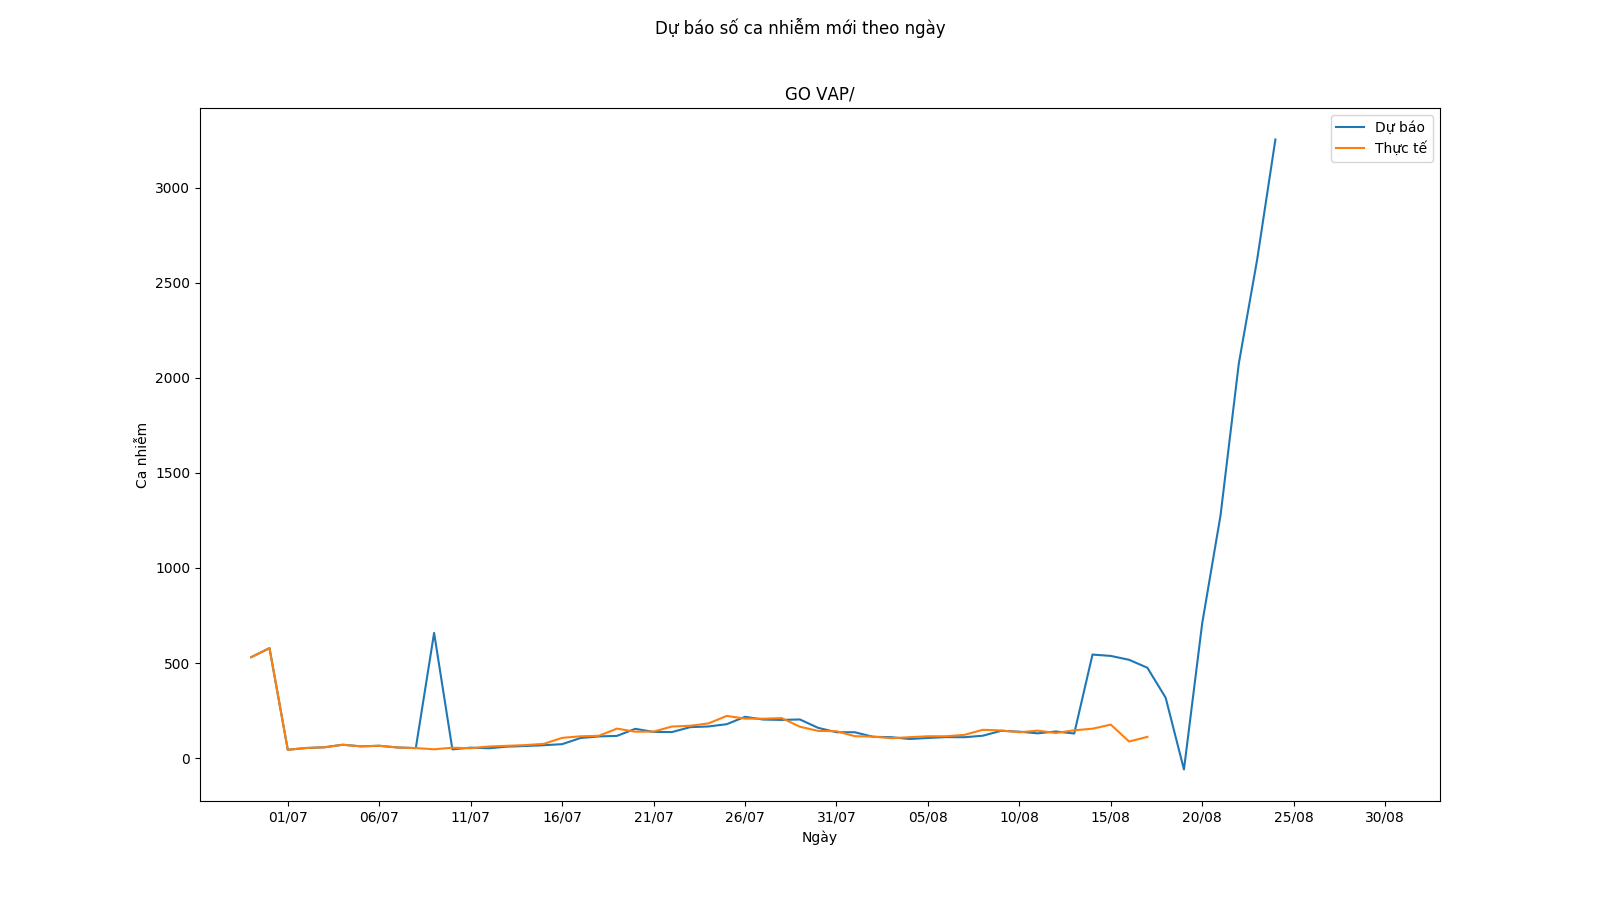 Dự báo số ca nhiễm mới theo ngày
GO VAP/
Dự báo
Thực tế
3000
2500
2000
1500
1000
500
0
Ca nhiễm
01/07 06/07 11/07 16/07 21/07 26/07 31/07 05/08 10/08 15/08 20/08 25/08 30/08
Ngày